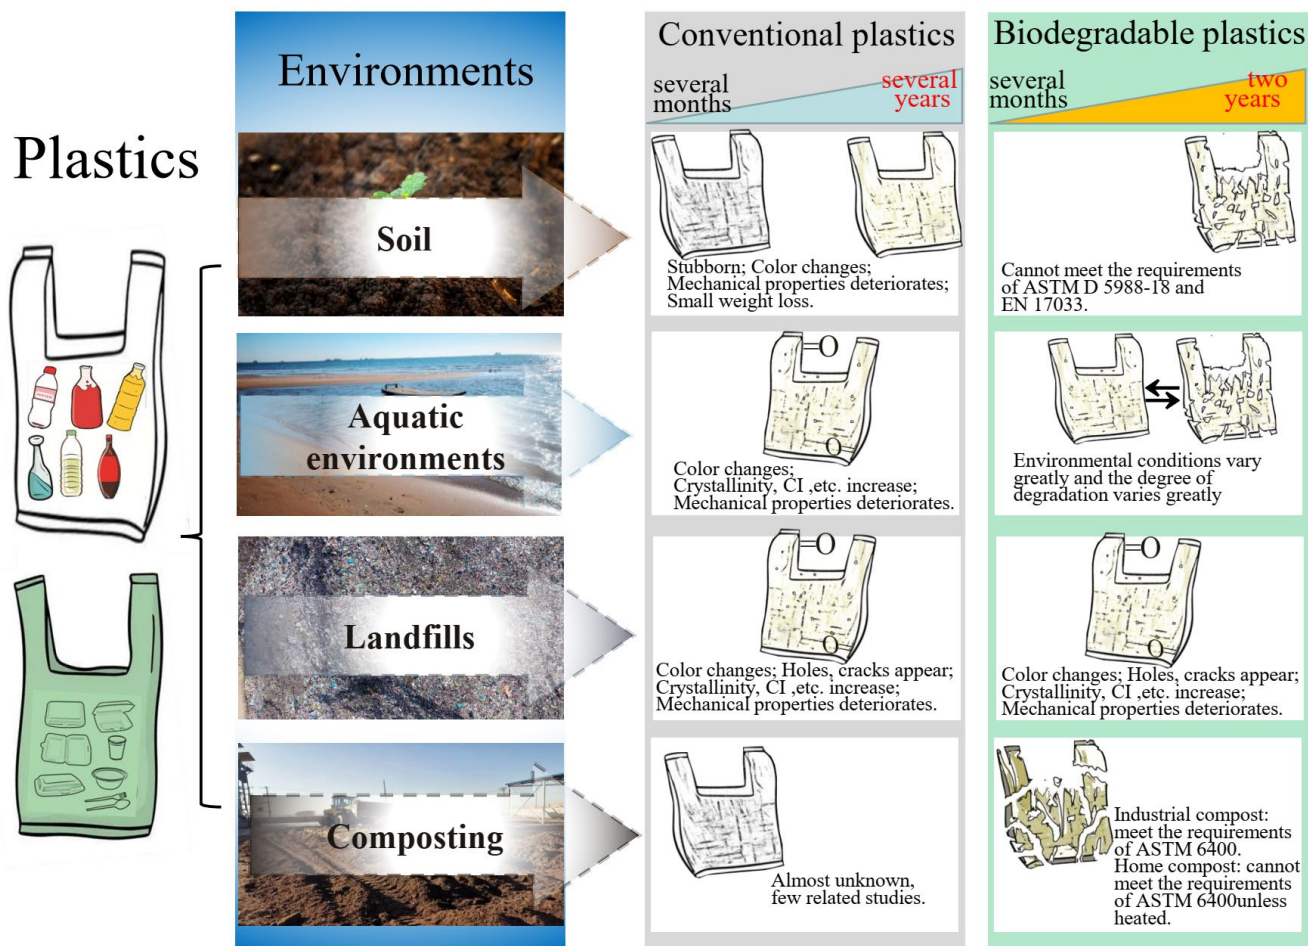 Plastics
Environments
Soil
Aquatic
environments
Landfills
Composting
Conventional plastics
several
months
several
years
Stubborn; Color changes;
Mechanical properties deteriorates;
Small weight loss.
O
O
Color changes;
Crystallinity, CI ,etc. increase;
Mechanical properties deteriorates.
O
O
Color changes; Holes, cracks appear;
Crystallinity, CI ,etc. increase;
Mechanical properties deteriorates.
Almost unknown,
few related studies.
Biodegradable plastics
several
months
two
years
Cannot meet the requirements
of ASTM D 5988-18 and
EN 17033.
Environmental conditions vary
greatly and the degree of
degradation varies greatly
O
O
Color changes; Holes, cracks appear;
Crystallinity, CI ,etc. increase;
Mechanical properties deteriorates.
Industrial compost:
meet the requirements
of ASTM 6400.
Home compost: cannot
meet the requirements
of ASTM 6400unless
heated.